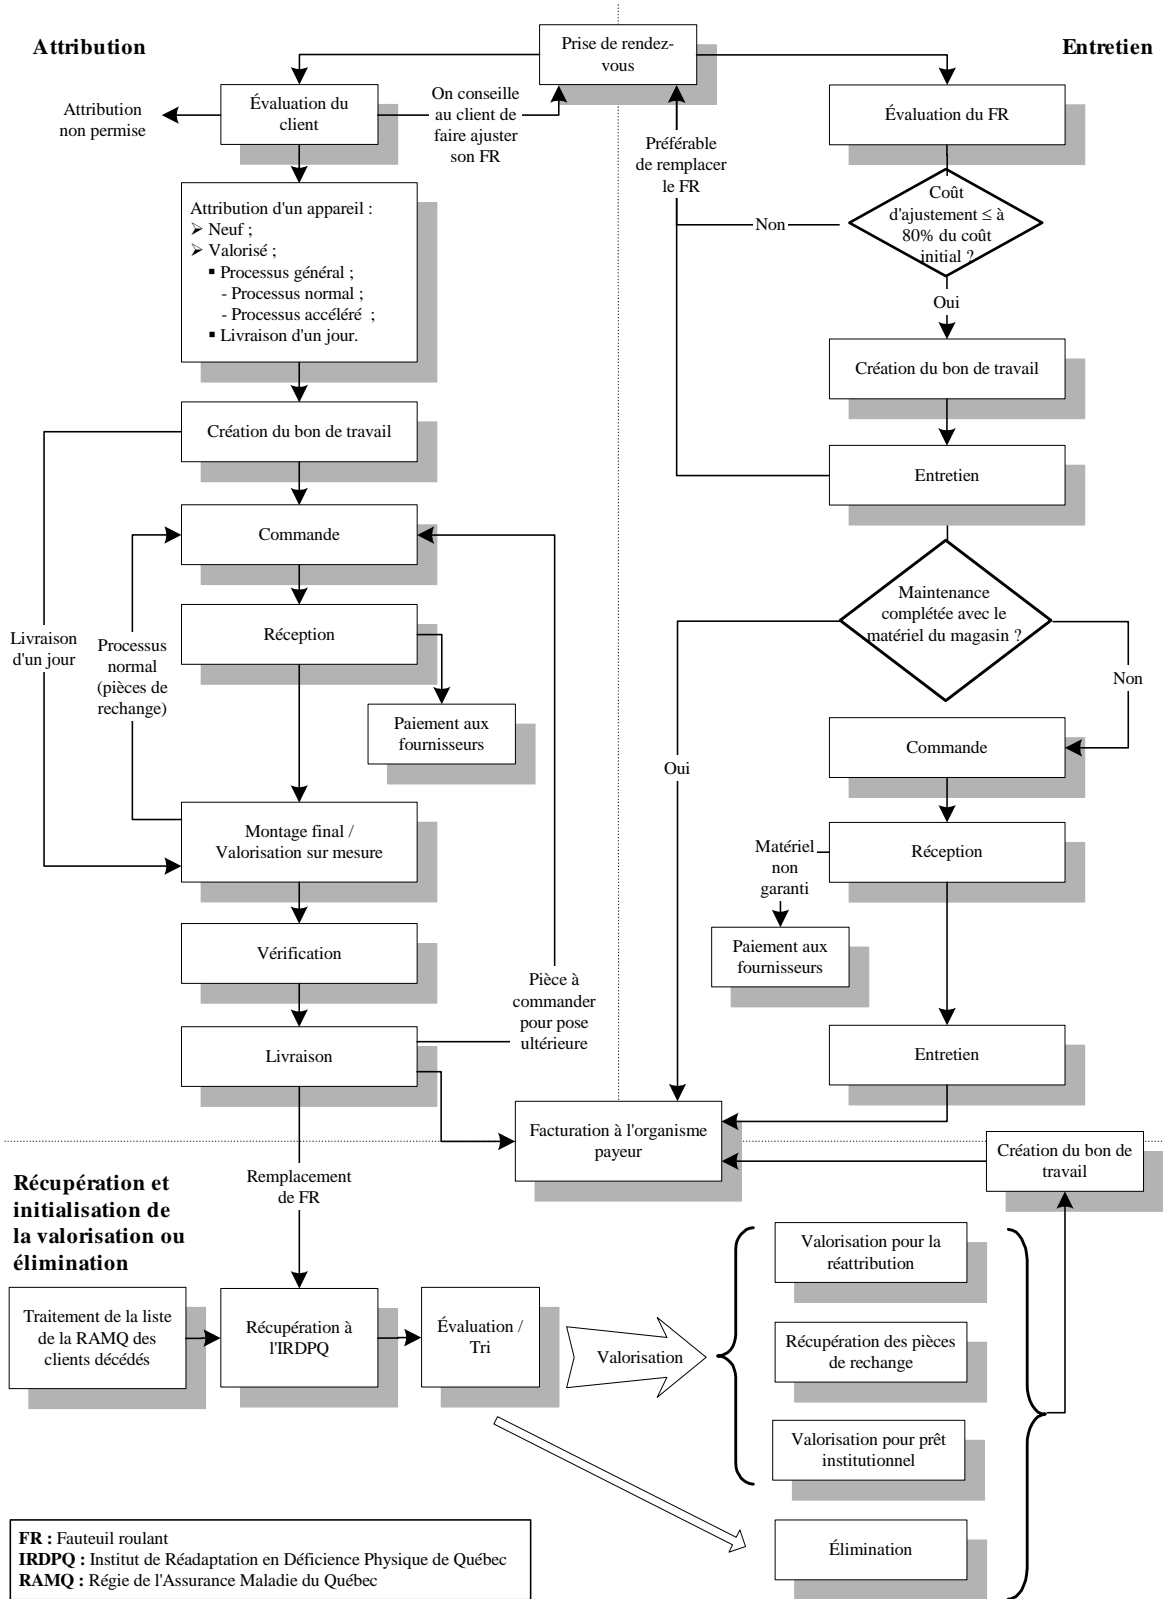 Attribution
Prise de rendez-
vous
Entretien
Attribution
non permise
Évaluation du
client
On conseille
au client de
faire ajuster
son FR
Préférable
de remplacer
le FR
Évaluation du FR
Coût
d'ajustement ≤ à
80% du coût
initial ?
Non
Oui
Attribution d'un appareil :
➢ Neuf ;
➢ Valorisé ;
▪ Processus général ;
- Processus normal ;
- Processus accéléré ;
▪ Livraison d'un jour.
Création du bon de travail
Création du bon de travail
Commande
Entretien
Réception
Livraison
d'un jour
Processus
normal
(pièces de
rechange)
Paiement aux
fournisseurs
Maintenance
complétée avec le
matériel du magasin ?
Non
Oui
Commande
Montage final /
Valorisation sur mesure
Matériel
non
garanti
Réception
Vérification
Paiement aux
fournisseurs
Pièce à
commander
pour pose
ultérieure
Livraison
Entretien
Facturation à l'organisme
payeur
Création du bon de
travail
Remplacement
de FR
Récupération et
initialisation de
la valorisation ou
élimination
Traitement de la liste
de la RAMQ des
clients décédés
Récupération à
l'IRDPQ
Évaluation /
Tri
Valorisation
Valorisation pour la
réattribution
Récupération des pièces
de rechange
Valorisation pour prêt
institutionnel
Élimination
FR : Fauteuil roulant
IRDPQ : Institut de Réadaptation en Déficience Physique de Québec
RAMQ : Régie de l'Assurance Maladie du Québec